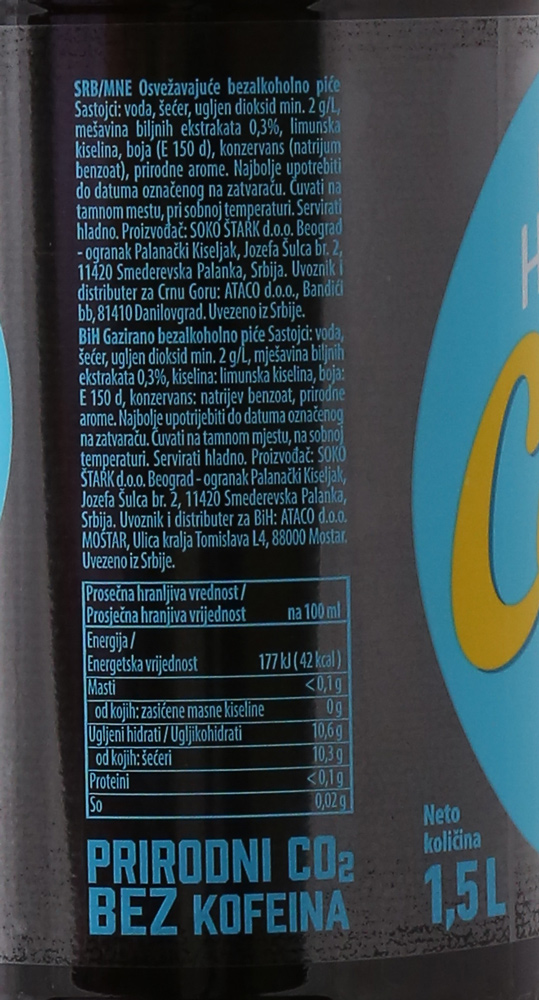 SRB/MNE Osvežavajuće bezalkoholno piće
Sastojci: voda, šećer, ugljen dioksid min. 2 g/L,
mešavina biljnih ekstrakata 0,3%, limunska
kiselina, boja (E 150 d), konzervans (natrijum
benzoat), prirodne arome. Najbolje upotrebiti
do datuma označenog na zatvaraču. Čuvati na
tamnom mestu, pri sobnoj temperaturi. Servirati
hladno. Proizvođač: SOKO ŠTARK d.o.o. Beograd
- ogranak Palanački Kiseljak, Jozefa Šulca br. 2,
11420 Smederevska Palanka, Srbija. Uvoznik i
distributer za Crnu Goru: ATACO d.o.o., Bandići
bb, 81410 Danilovgrad. Uvezeno iz Srbije.
BiH Gazirano bezalkoholno piće Sastojci: voda,
šećer, ugljen dioksid min. 2 g/L, mješavina biljnih
ekstrakata 0,3%, kiselina: limunska kiselina, boja:
E 150 d, konzervans: natrijev benzoat, prirodne
arome. Najbolje upotrijebiti do datuma označenog
na zatvaraču. Čuvati na tamnom mjestu, na sobnoj
temperaturi. Servirati hladno. Proizvođač: SOKO
ŠTARK d.o.o. Beograd - ogranak Palanački Kiseljak,
Jozefa Šulca br. 2, 11420 Smederevska Palanka,
Srbija. Uvoznik i distributer za BiH: ATACO d.o.o.
MOSTAR, Ulica kralja Tomislava L4, 88000 Mostar.
Uvezeno iz Srbije.
Prosečna hranljiva vrednost /
Prosječna hranjiva vrijednost na 100 ml
Energija /
Energetska vrijednost 177 kJ ( 42 kcal )
Masti <0,1 g
od kojih: zasićene masne kiseline 0 g
Ugljeni hidrati / Ugljikohidrati 10,6 g
od kojih: šećeri 10,3 g
Proteini <0,1 g
So 0,02 g
PRIRODNI CO2
BEZ KOFEINA
Neto
količina
1,5 L